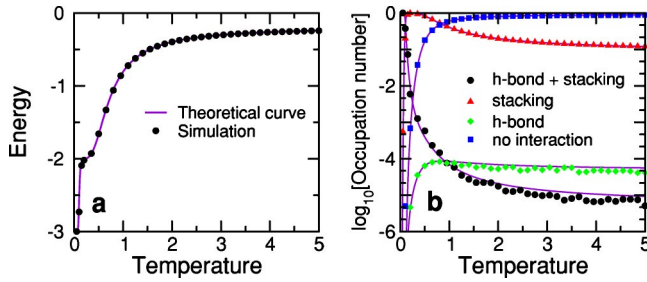 0
-1
-2
-3
Energy
Theoretical curve
Simulation
a
0 1 2 3 4 5
Temperature
0
-2
-4
-6
log10[Occupation number]
h-bond + stacking
stacking
h-bond
no interaction
b
0 1 2 3 4 5
Temperature